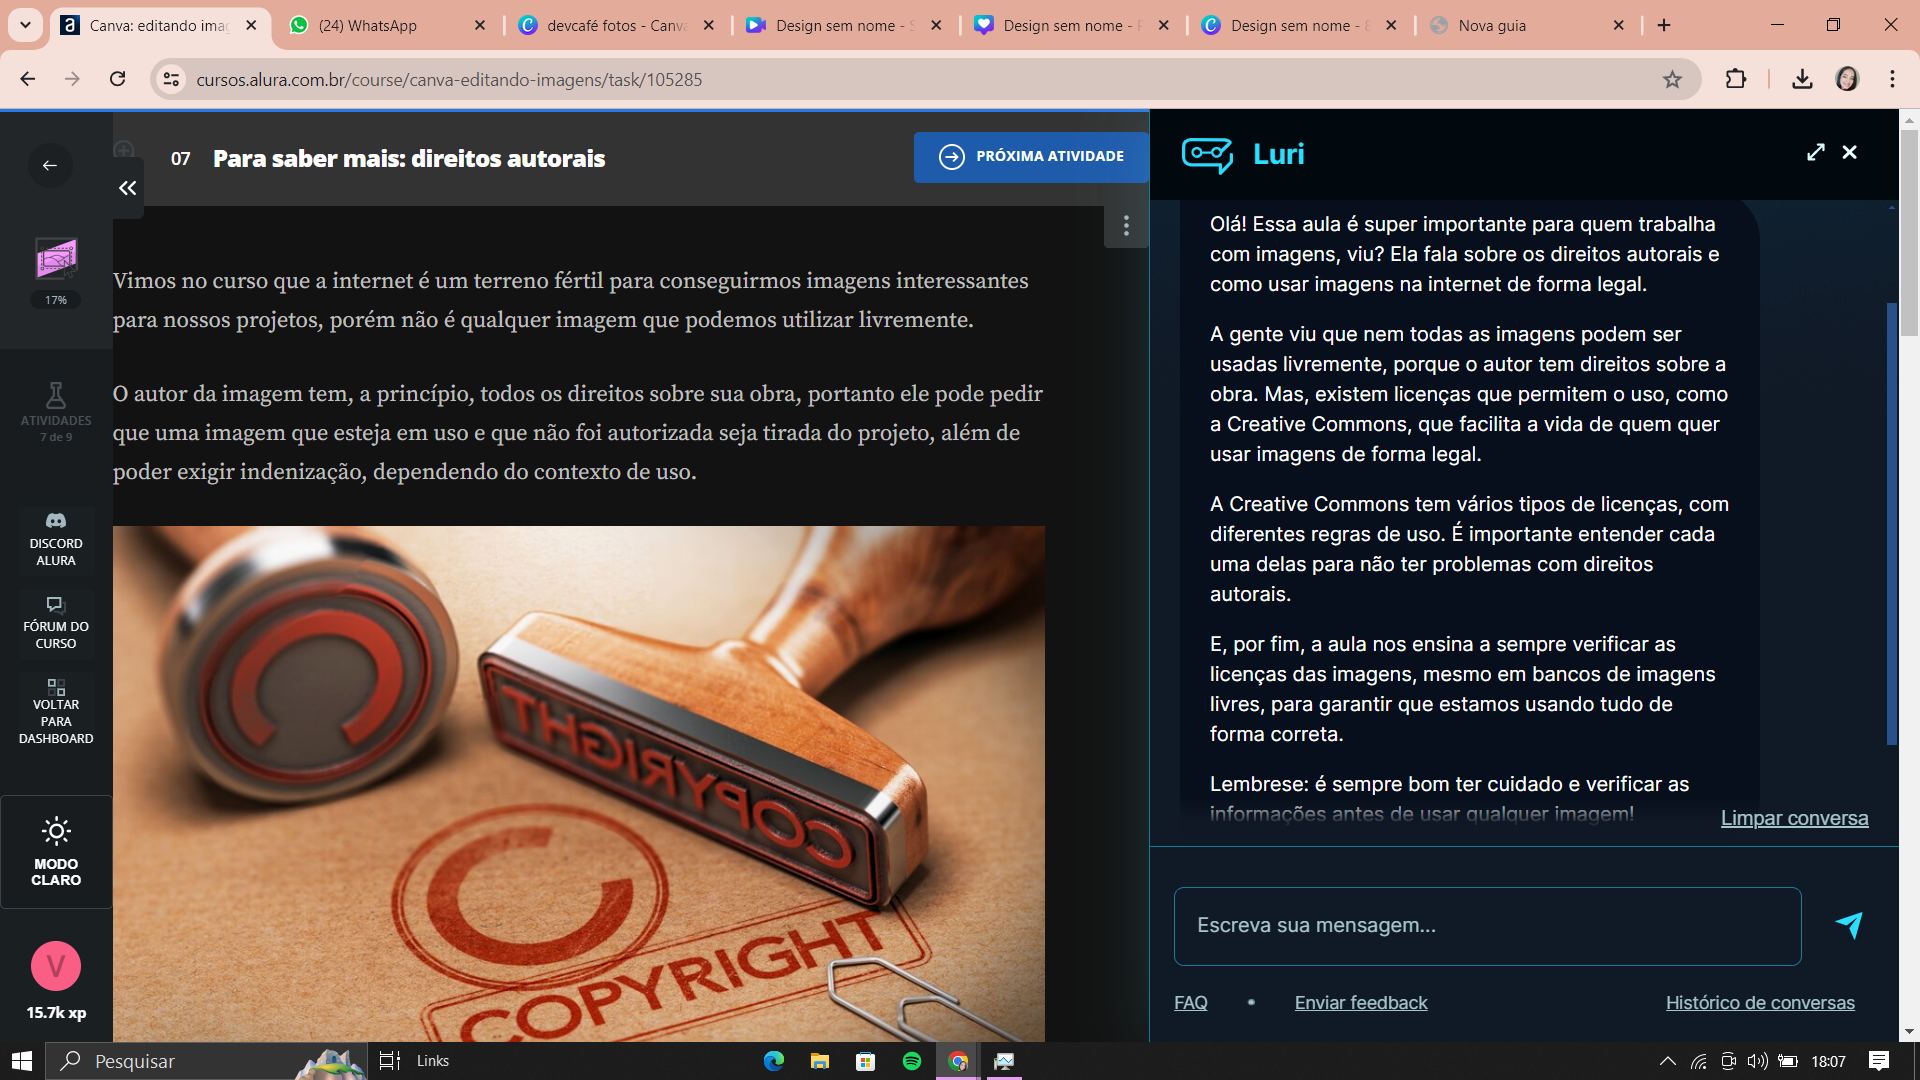 Canva: editando imag
(24) WhatsApp
devcafé fotos - Canva
Design sem nome - S
Design sem nome - P
Design sem nome - 8
Nova guia
cursos.alura.com.br/course/canva-editando-imagens/task/105285
07 Para saber mais: direitos autorais
PRÓXIMA ATIVIDADE
17%
ATIVIDADES
7 de 9
DISCORD
ALURA
FÓRUM DO
CURSO
VOLTAR
PARA
DASHBOARD
MODO
CLARO
V
15.7k xp
Vimos no curso que a internet é um terreno fértil para conseguirmos imagens interessantes
para nossos projetos, porém não é qualquer imagem que podemos utilizar livremente.
O autor da imagem tem, a princípio, todos os direitos sobre sua obra, portanto ele pode pedir
que uma imagem que esteja em uso e que não foi autorizada seja tirada do projeto, além de
poder exigir indenização, dependendo do contexto de uso.
COPYRIGHT
COPYRIGHT
Luri
Olá! Essa aula é super importante para quem trabalha
com imagens, viu? Ela fala sobre os direitos autorais e
como usar imagens na internet de forma legal.
A gente viu que nem todas as imagens podem ser
usadas livremente, porque o autor tem direitos sobre a
obra. Mas, existem licenças que permitem o uso, como
a Creative Commons, que facilita a vida de quem quer
usar imagens de forma legal.
A Creative Commons tem vários tipos de licenças, com
diferentes regras de uso. É importante entender cada
uma delas para não ter problemas com direitos
autorais.
E, por fim, a aula nos ensina a sempre verificar as
licenças das imagens, mesmo em bancos de imagens
livres, para garantir que estamos usando tudo de
forma correta.
Lembrese: é sempre bom ter cuidado e verificar as
informações antes de usar qualquer imagem!
Limpar conversa
Escreva sua mensagem...
FAQ • Enviar feedback
Histórico de conversas
Pesquisar
Links
18:07